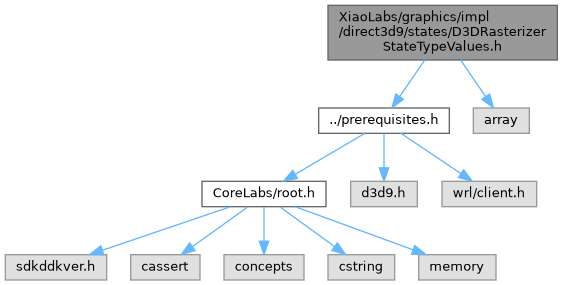 XiaoLabs/graphics/impl
/direct3d9/states/D3DRasterizer
StateTypeValues.h
../prerequisites.h
array
CoreLabs/root.h
d3d9.h
wrl/client.h
sdkddkver.h
cassert
concepts
cstring
memory